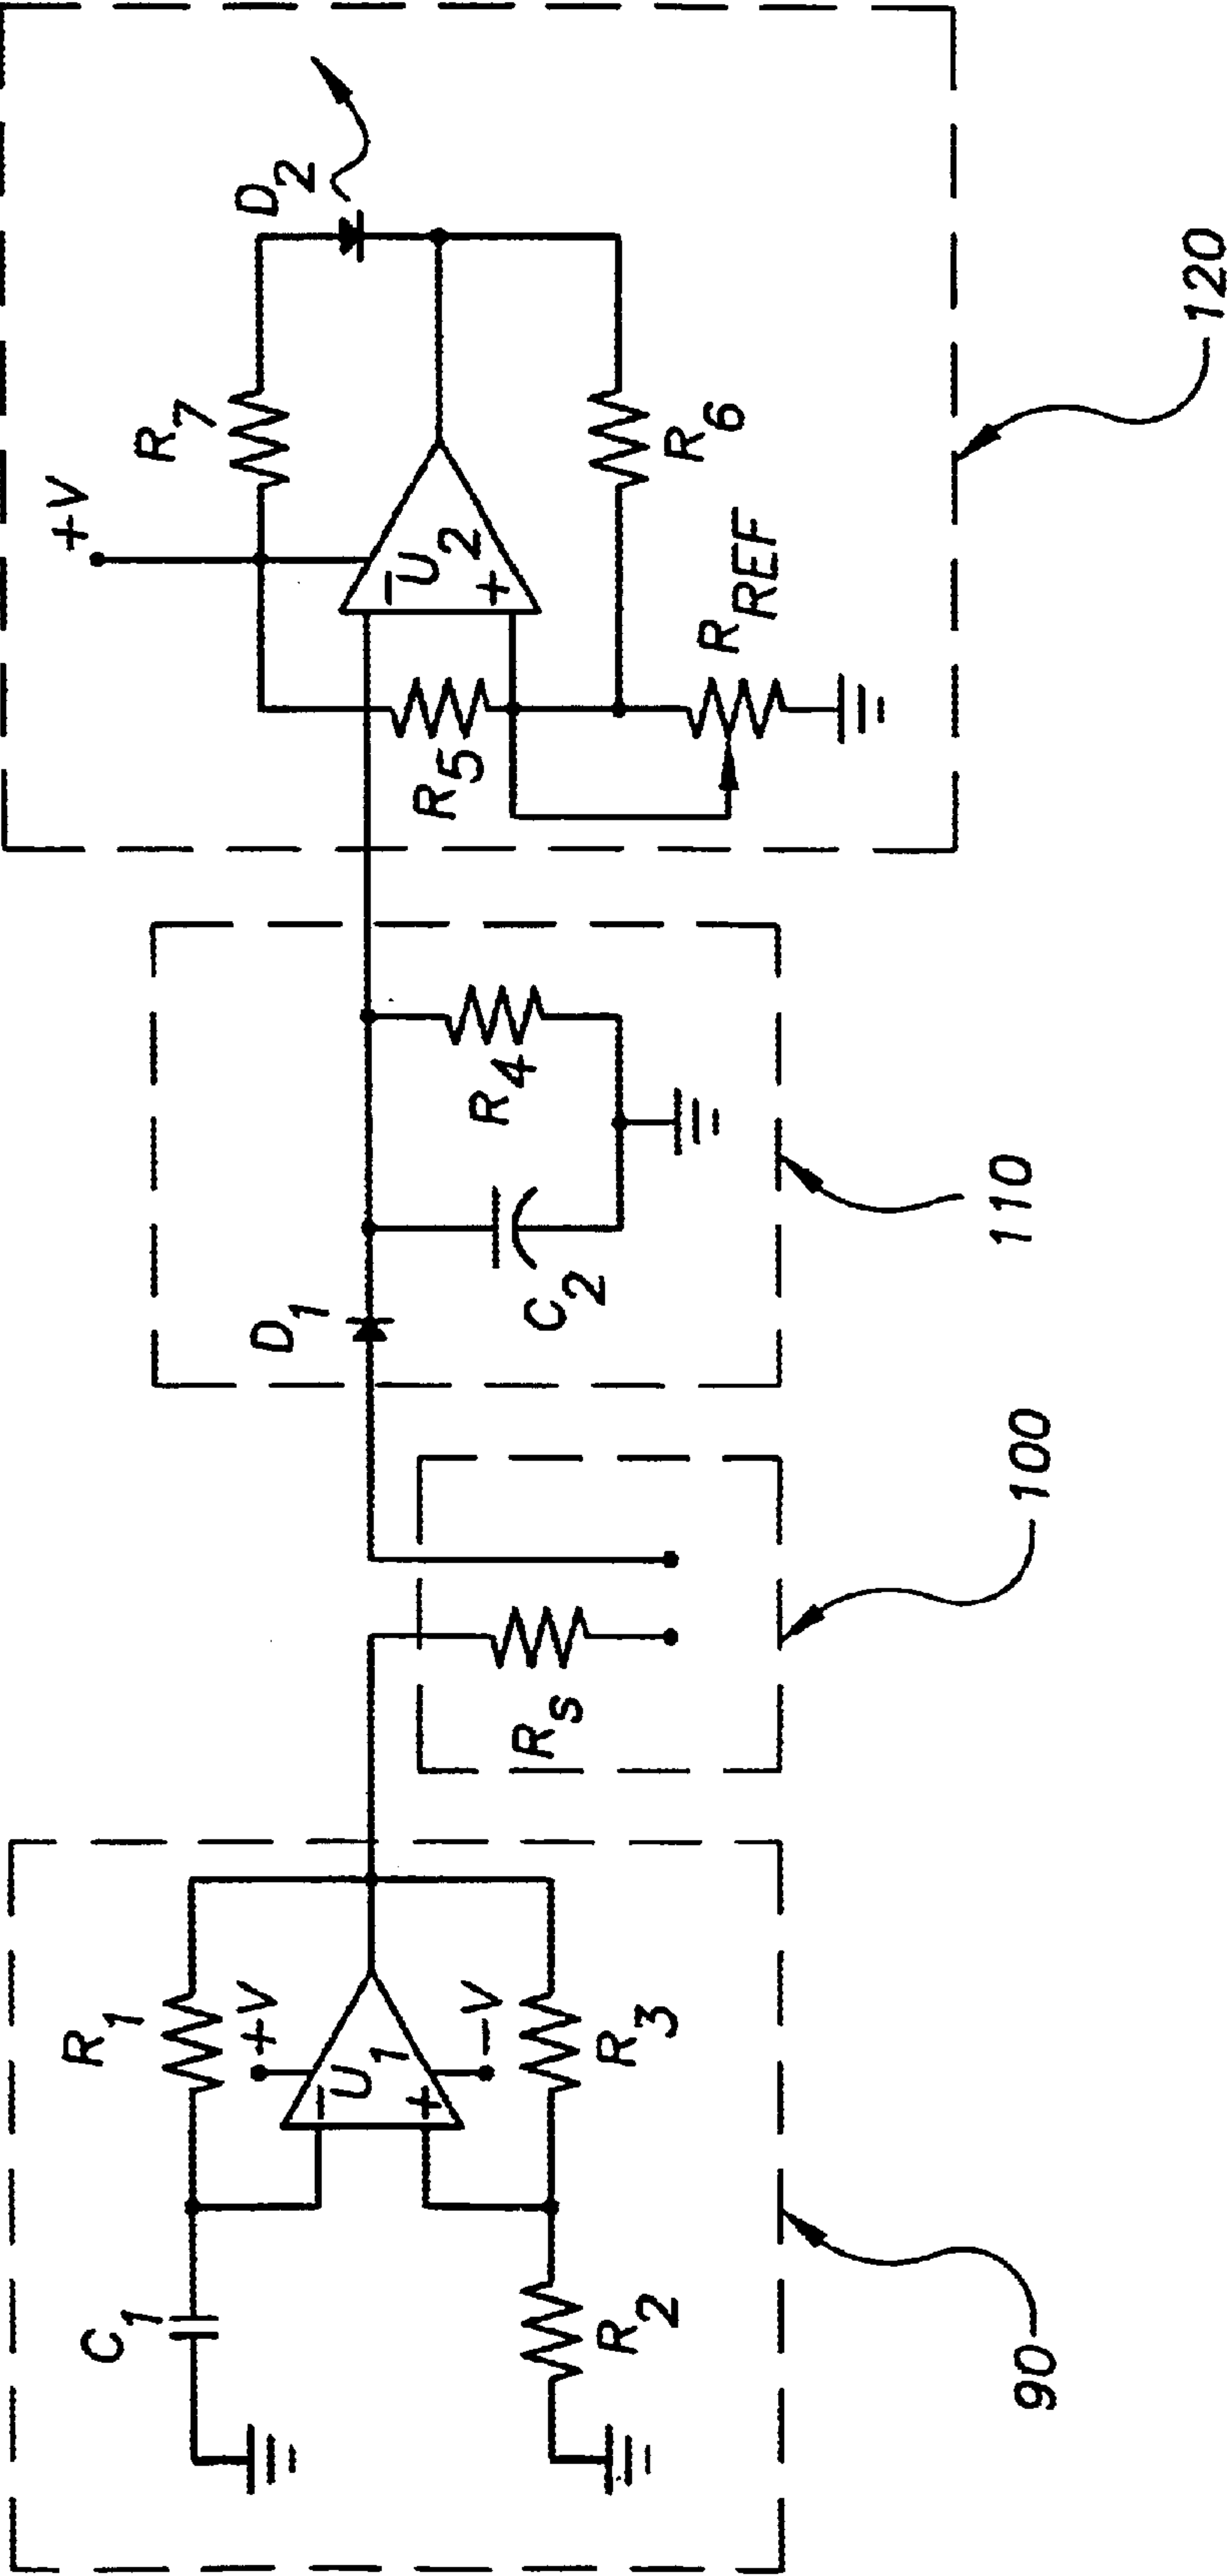 C1
R1
+V
U1
−
+
−V
R2
R3
90
RS
100
D1
C2
R4
110
+V
R7
D2
R5
−
U2
+
R6
RREF
120